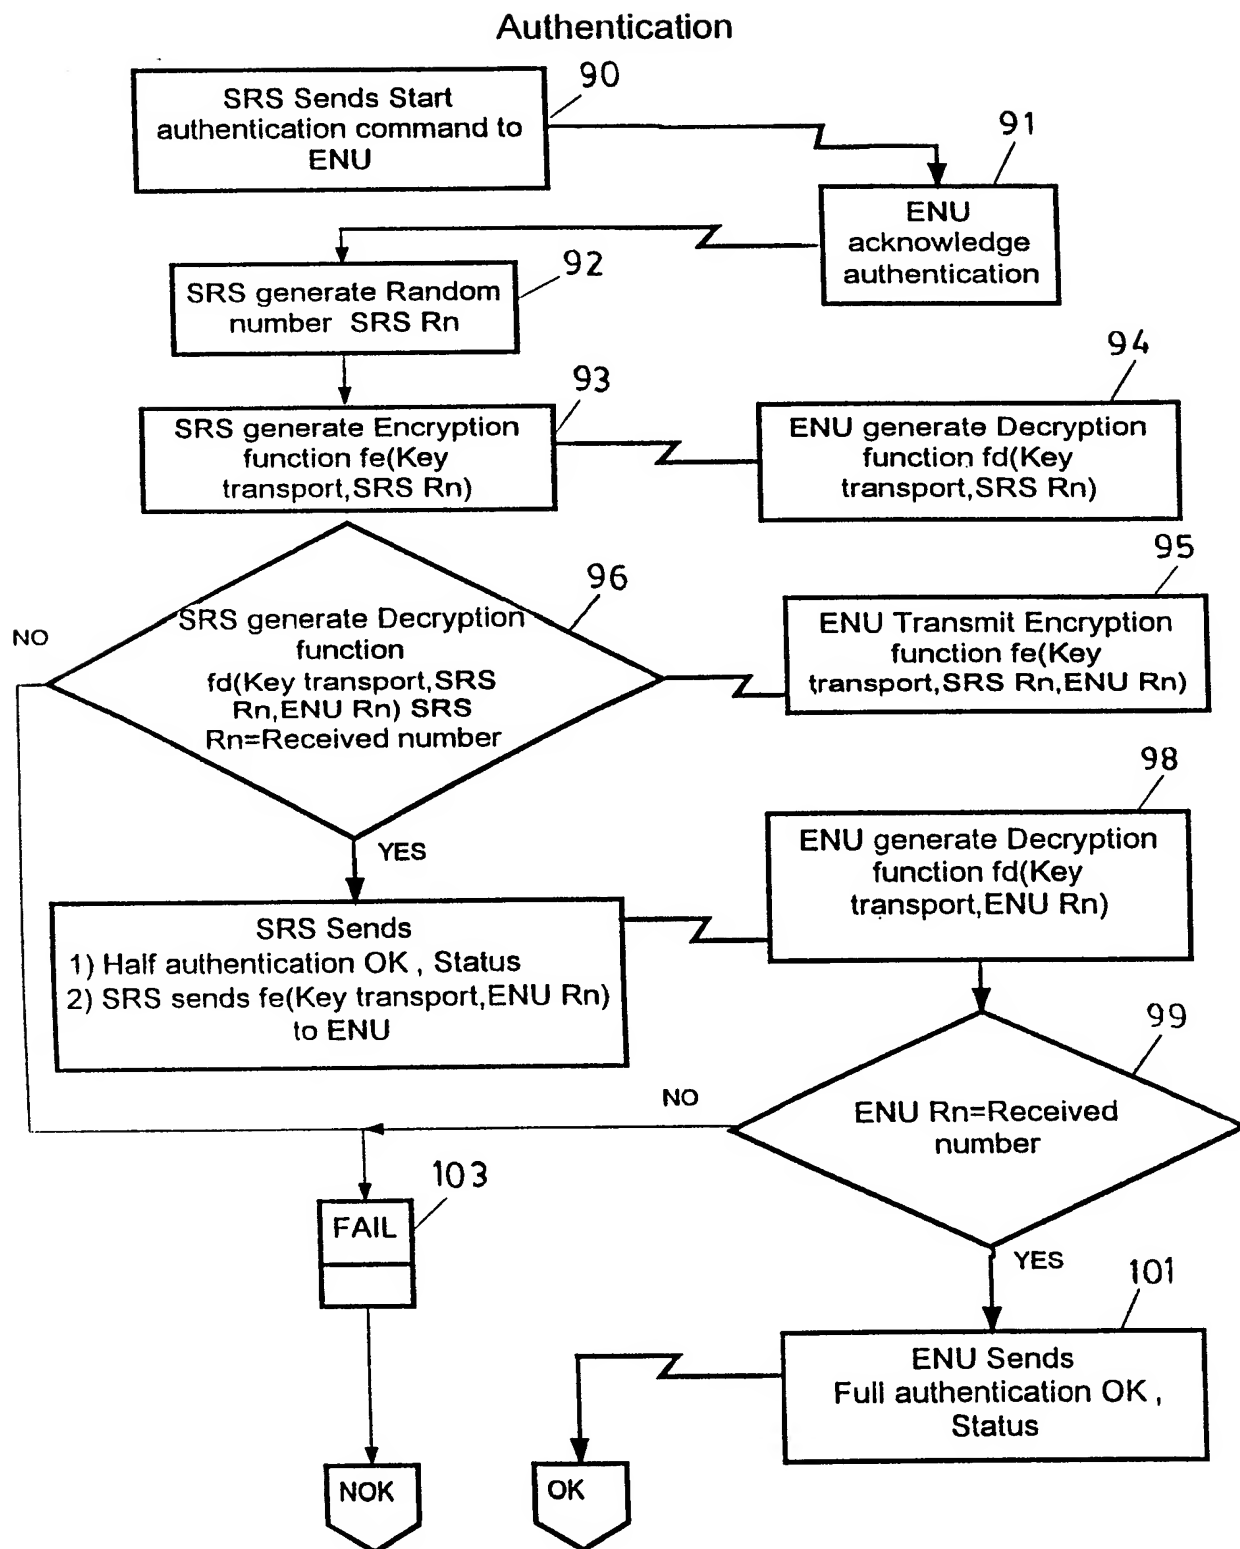 Authentication
90
SRS Sends Start
authentication command to
ENU
91
ENU
acknowledge
authentication
92
SRS generate Random
number SRS Rn
93
SRS generate Encryption
function fe(Key
transport,SRS Rn)
94
ENU generate Decryption
function fd(Key
transport,SRS Rn)
95
ENU Transmit Encryption
function fe(Key
transport,SRS Rn,ENU Rn)
96
SRS generate Decryption
function
fd(Key transport,SRS
Rn,ENU Rn) SRS
Rn=Received number
NO
YES
SRS Sends
1) Half authentication OK , Status
2) SRS sends fe(Key transport,ENU Rn)
to ENU
98
ENU generate Decryption
function fd(Key
transport,ENU Rn)
99
ENU Rn=Received
number
NO
YES
103
FAIL
101
ENU Sends
Full authentication OK ,
Status
NOK
OK